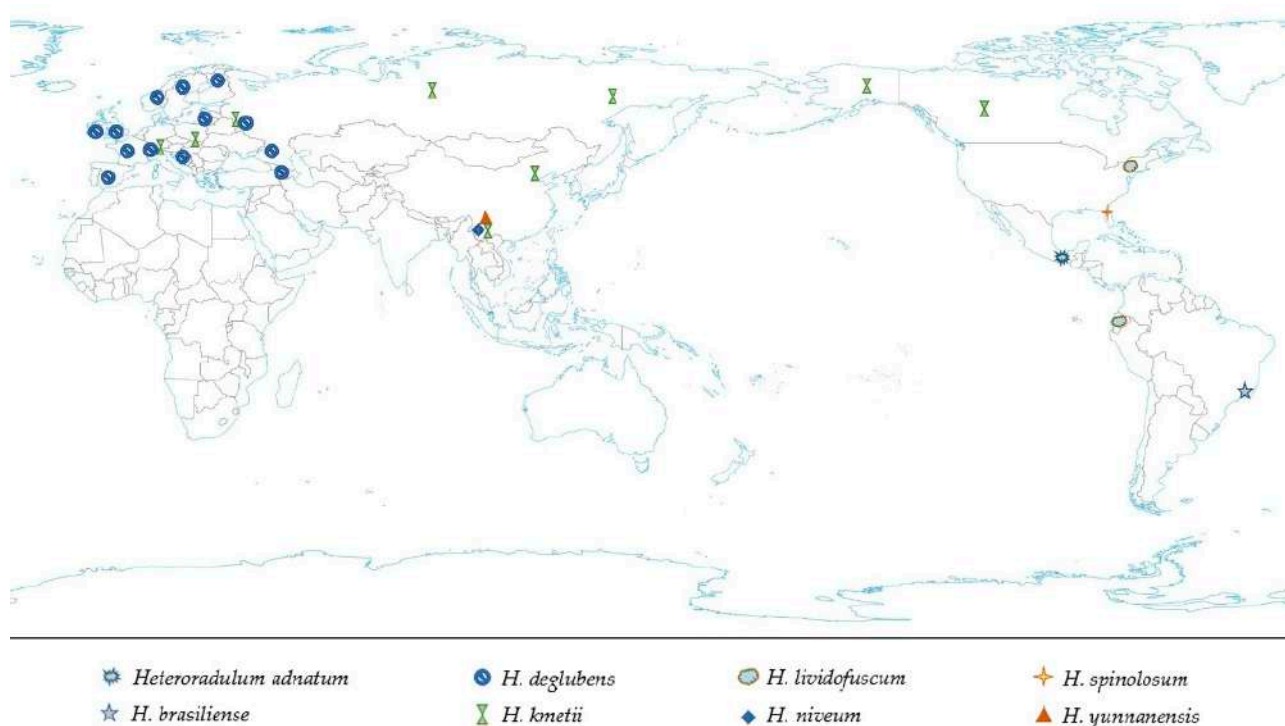 Heteroradulum adnatum H. deglubens H. lividofuscum H. spinolosum
H. brasiliense H. kmetii H. niveum H. yunnanensis